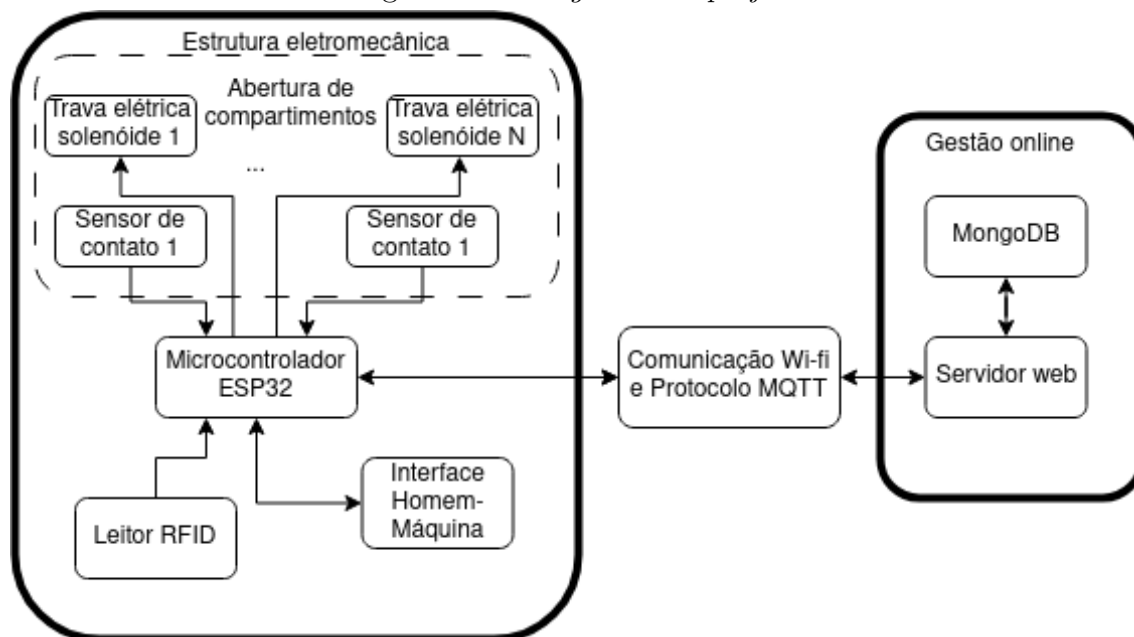 Estrutura eletromecânica
Abertura de
compartimentos
Trava elétrica
solenóide 1
Trava elétrica
solenóide N
...
Sensor de
contato 1
Sensor de
contato 1
Microcontrolador
ESP32
Leitor RFID
Interface
Homem-
Máquina
Comunicação Wi-fi
e Protocolo MQTT
Gestão online
MongoDB
Servidor web